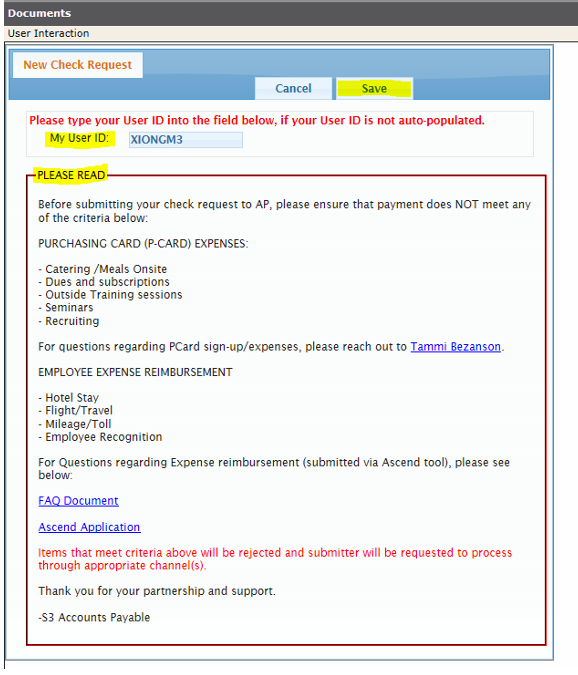 Documents
User Interaction
New Check Request
Cancel Save
Please type your User ID into the field below, if your User ID is not auto-populated.
My User ID: XIONGM3
PLEASE READ
Before submitting your check request to AP, please ensure that payment does NOT meet any
of the criteria below:
PURCHASING CARD (P-CARD) EXPENSES:
- Catering /Meals Onsite
- Dues and subscriptions
- Outside Training sessions
- Seminars
- Recruiting
For questions regarding PCard sign-up/expenses, please reach out to Tammi Bezanson.
EMPLOYEE EXPENSE REIMBURSEMENT
- Hotel Stay
- Flight/Travel
- Mileage/Toll
- Employee Recognition
For Questions regarding Expense reimbursement (submitted via Ascend tool), please see
below:
FAQ Document
Ascend Application
Items that meet criteria above will be rejected and submitter will be requested to process
through appropriate channel(s).
Thank you for your partnership and support.
-S3 Accounts Payable